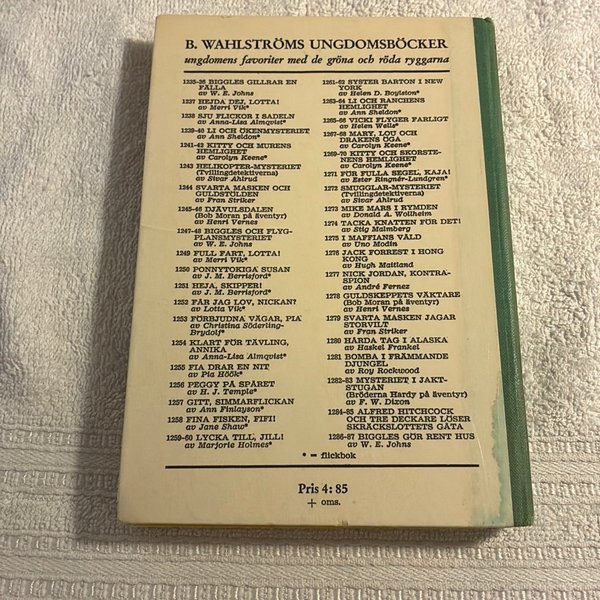 B. WAHLSTRÖMS UNGDOMSBÖCKER
ungdomens favoriter med de gröna och röda ryggarna
1235-36 BIGGLES GILLRAR EN
FÄLLA
av W. E. Johns
1237 HEJDA DEJ, LOTTA!
av Merri Vik*
1238 SJU FLICKOR I SADELN
av Anna-Lisa Almqvist*
1239-40 LI OCH ÖKENMYSTERIET
av Ann Sheldon*
1241-42 KITTY OCH MURENS
HEMLIGHET
av Carolyn Keene*
1243 HELIKOPTER-MYSTERIET
(Tvillingdetektiverna)
av Sivar Ahlrud
1244 SVARTA MASKEN OCH
GULDSTÖLDEN
av Fran Striker
1245-46 DJÄVULSDALEN
(Bob Moran på äventyr)
av Henri Vernes
1247-48 BIGGLES OCH FLYG-
PLANSMYSTERIET
av W. E. Johns
1249 FULL FART, LOTTA!
av Merri Vik*
1250 PONNYTOKIGA SUSAN
av J. M. Berrisford*
1251 HEJA, SKIPPER!
av J. M. Berrisford*
1252 FÅR JAG LOV, NICKAN?
av Lotta Vik*
1253 FÖRBJUDNA VÄGAR, PIA
av Christina Söderling-
Brydolf*
1254 KLART FÖR TÄVLING,
ANNIKA
av Anna-Lisa Almqvist*
1255 FIA DRAR EN NIT
av Pia Höök*
1256 PEGGY PÅ SPÅRET
av H. J. Temple*
1257 GITT, SIMMARFLICKAN
av Ann Finlayson*
1258 FINA FISKEN, FIFI!
av Jane Shaw*
1259-60 LYCKA TILL, JILL!
av Marjorie Holmes*
1261-62 SYSTER BARTON I NEW
YORK
av Helen D. Boylston*
1263-64 LI OCH RANCHENS
HEMLIGHET
av Ann Sheldon*
1265-66 VICKI FLYGER FARLIGT
av Helen Wells*
1267-68 MARY, LOU OCH
DRAKENS ÖGA
av Carolyn Keene*
1269-70 KITTY OCH SKORSTE-
NENS HEMLIGHET
av Carolyn Keene*
1271 FÖR FULLA SEGEL, KAJA!
av Ester Ringnér-Lundgren*
1272 SMUGGLAR-MYSTERIET
(Tvillingdetektiverna)
av Sivar Ahlrud
1273 MIKE MARS I RYMDEN
av Donald A. Wollheim
1274 TACKA KNATTEN FÖR DET!
av Stig Malmberg
1275 I MAFFIANS VÅLD
av Uno Modin
1276 JACK FORREST I HONG
KONG
av Hugh Maitland
1277 NICK JORDAN, KONTRA-
SPION
av André Fernez
1278 GULDSKEPPETS VÄKTARE
(Bob Moran på äventyr)
av Henri Vernes
1279 SVARTA MASKEN JAGAR
STORVILT
av Fran Striker
1280 HÅRDA TAG I ALASKA
av Haskel Frankel
1281 BOMBA I FRÄMMANDE
DJUNGEL
av Roy Rockwood
1282-83 MYSTERIET I JAKT-
STUGAN
(Bröderna Hardy på äventyr)
av F. W. Dixon
1284-85 ALFRED HITCHCOCK
OCH TRE DECKARE LÖSER
SKRÄCKSLOTTETS GÅTA
1286-87 BIGGLES GÖR RENT HUS
av W. E. Johns
* = flickbok
Pris 4:85
+ oms.